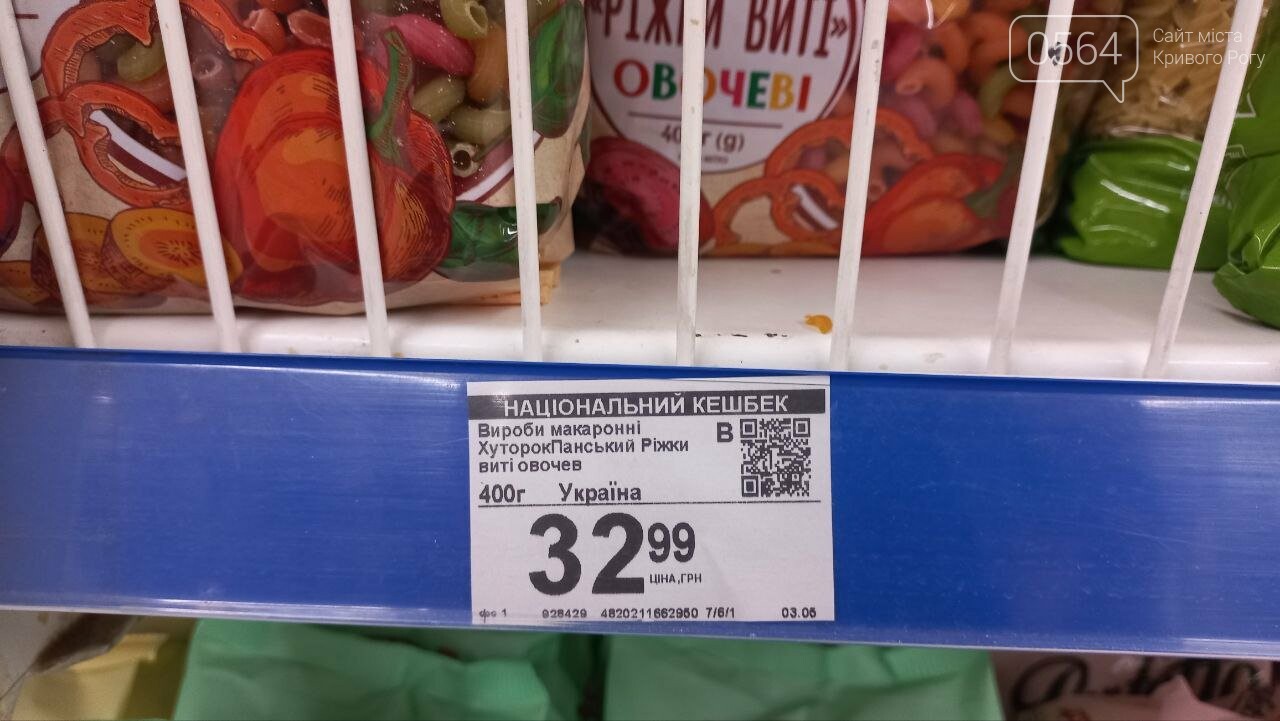 «РІЖКИ ВИТІ»
ОВОЧЕВІ
400г (g)
0564
Сайт міста
Кривого Рогу
НАЦІОНАЛЬНИЙ КЕШБЕК
Вироби макаронні
ХуторокПанський Ріжки
виті овочев
В
400г Україна
32 99
ЦІНА,ГРН
928429 4820211662950 7/6/1 03.05